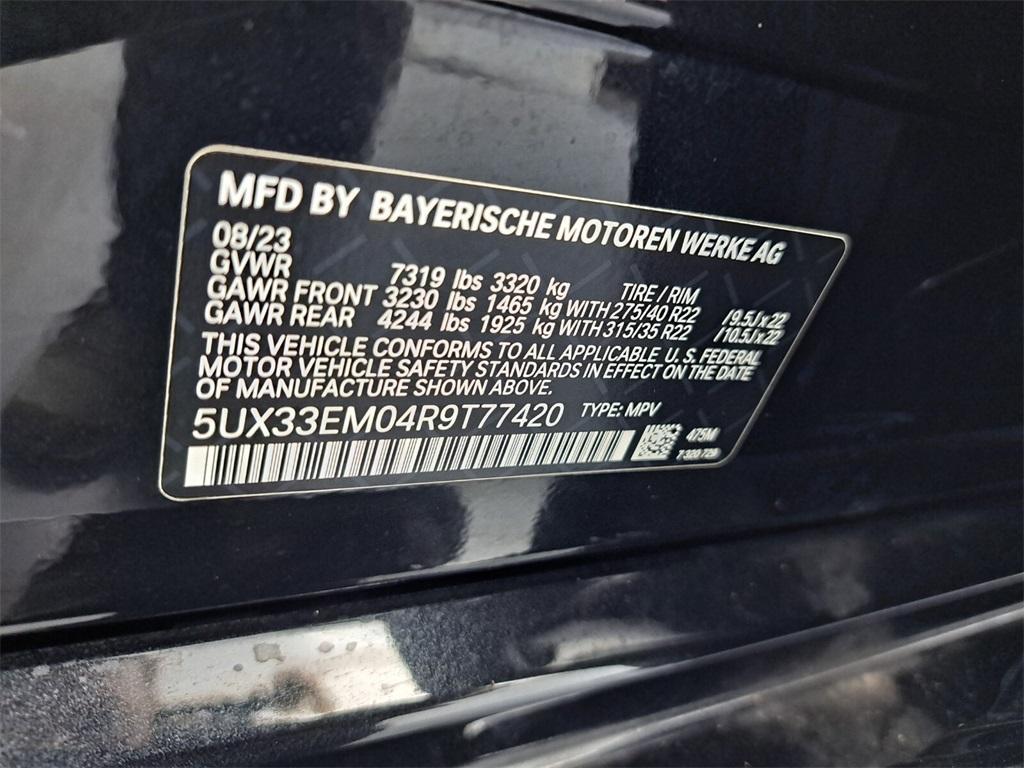 MFD BY BAYERISCHE MOTOREN WERKE AG
08/23
GVWR 7319 lbs 3320 kg TIRE / RIM
GAWR FRONT 3230 lbs 1465 kg WITH 275/40 R22 /9.5J x 22
GAWR REAR 4244 lbs 1925 kg WITH 315/35 R22 /10.5J x 22
THIS VEHICLE CONFORMS TO ALL APPLICABLE U.S. FEDERAL
MOTOR VEHICLE SAFETY STANDARDS IN EFFECT ON THE DATE
OF MANUFACTURE SHOWN ABOVE.
5UX33EM04R9T77420 TYPE: MPV
475M
7 320 729